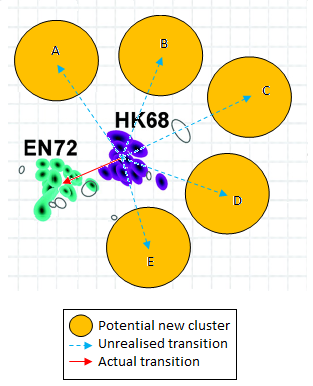 A
B
C
HK68
EN72
D
E
Potential new cluster
Unrealised transition
Actual transition